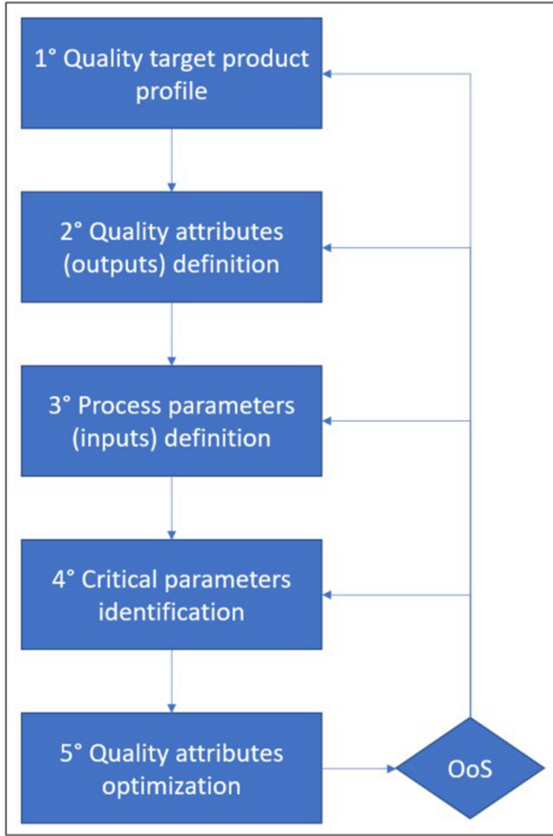 1° Quality target product
profile
2° Quality attributes
(outputs) definition
3° Process parameters
(inputs) definition
4° Critical parameters
identification
5° Quality attributes
optimization
OoS